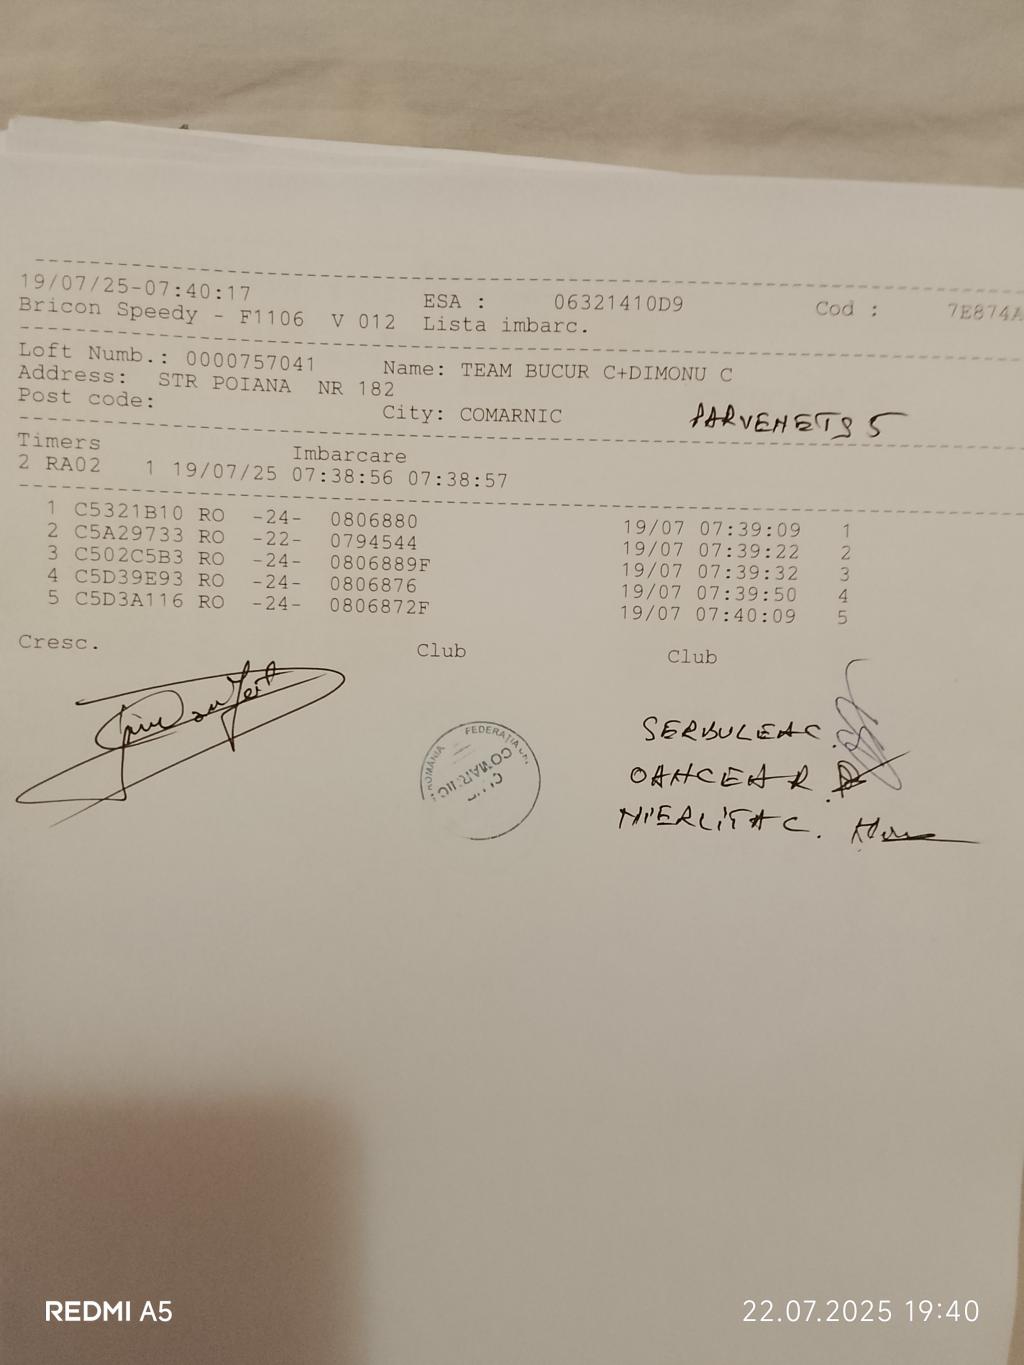 19/07/25-07:40:17 ESA : 06321410D9 Cod : 7E874A
Bricon Speedy - F1106 V 012 Lista imbarc.
Loft Numb.: 0000757041 Name: TEAM BUCUR C+DIMONU C
Address: STR POIANA NR 182
Post code: City: COMARNIC PARVENETS 5
Timers Imbarcare
2 RA02 1 19/07/25 07:38:56 07:38:57
1 C5321B10 RO -24- 0806880 19/07 07:39:09 1
2 C5A29733 RO -22- 0794544 19/07 07:39:22 2
3 C502C5B3 RO -24- 0806889F 19/07 07:39:32 3
4 C5D39E93 RO -24- 0806876 19/07 07:39:50 4
5 C5D3A116 RO -24- 0806872F 19/07 07:40:09 5
Cresc. Club Club
SERBULEA C.
OANCEA R.
MIERLITA C.
ROMANIA FEDERATIA
COMARNIC
REDMI A5 22.07.2025 19:40